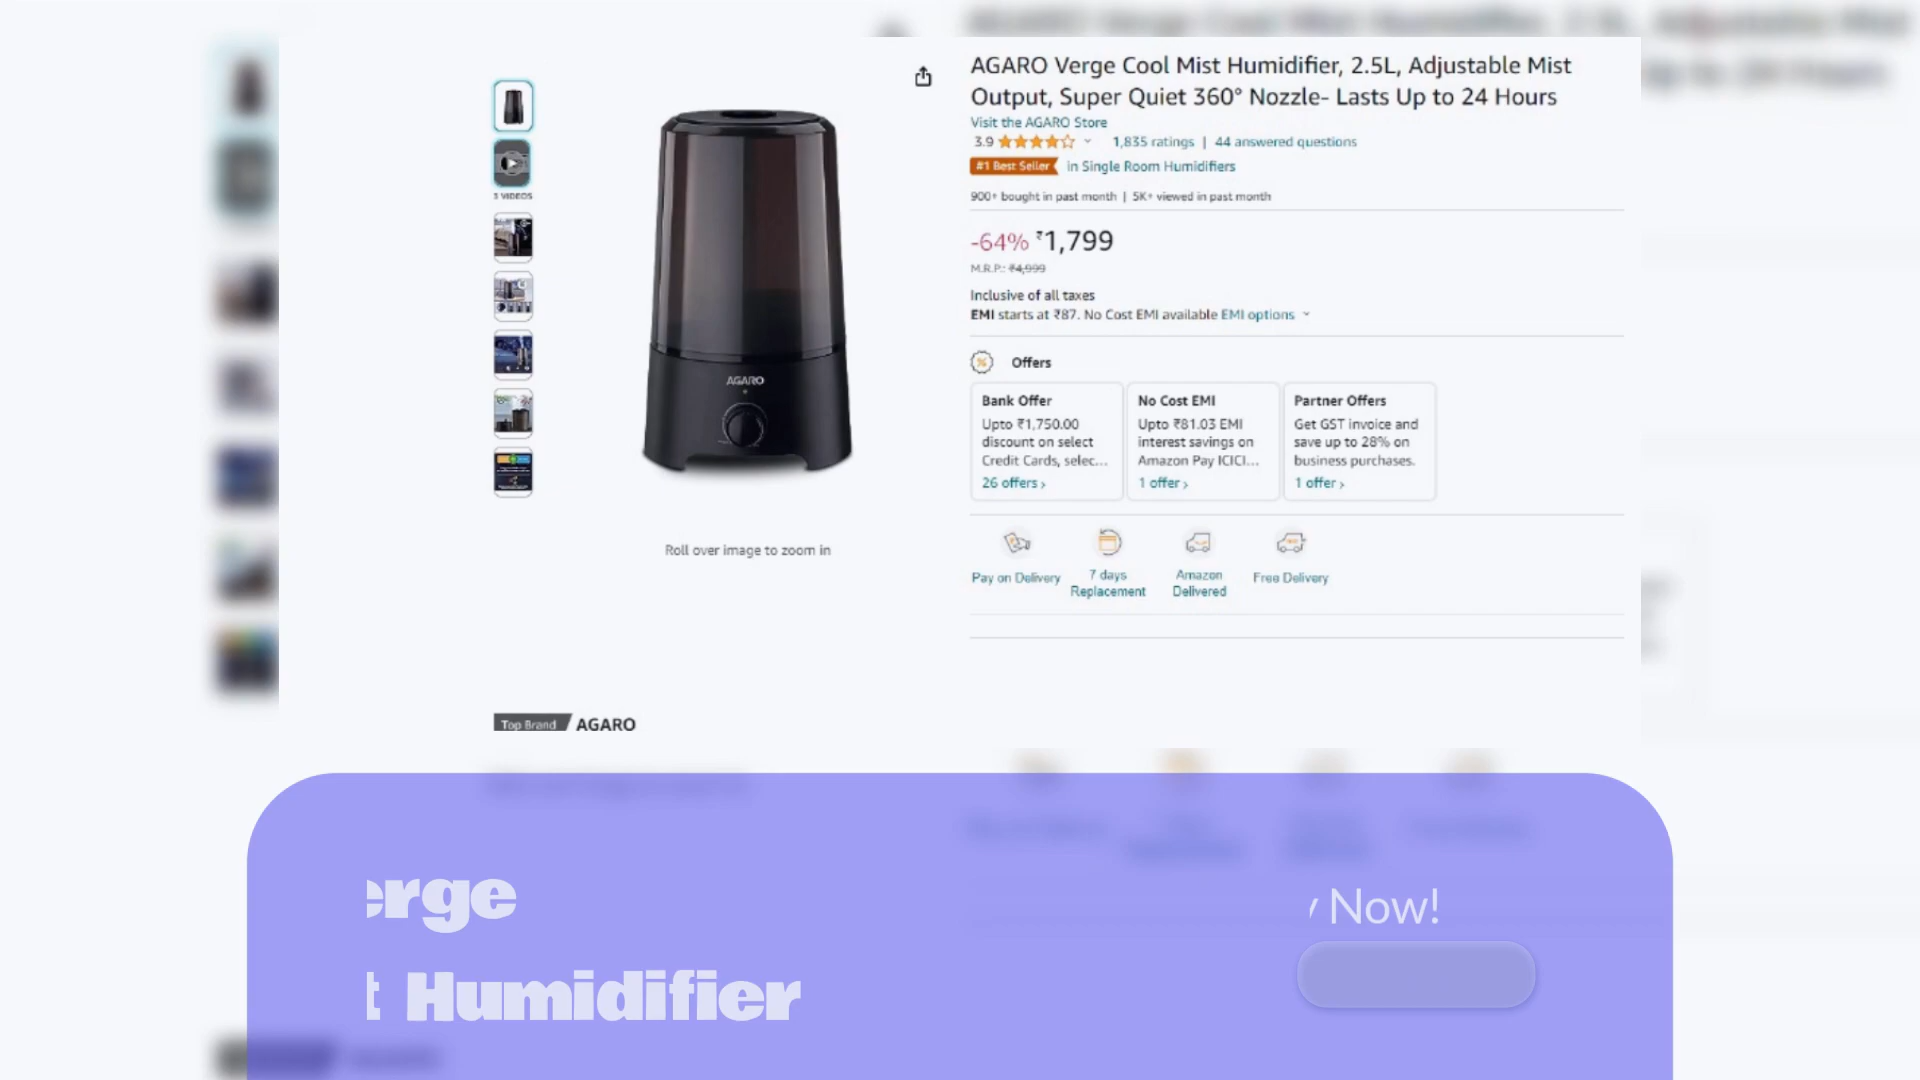 AGARO Verge Cool Mist Humidifier, 2.5L, Adjustable Mist
Output, Super Quiet 360° Nozzle- Lasts Up to 24 Hours
Visit the AGARO Store
3.9 1,835 ratings | 44 answered questions
#1 Best Seller in Single Room Humidifiers
900+ bought in past month | 5K+ viewed in past month
-64% ₹1,799
M.R.P.: ₹4,999
Inclusive of all taxes
EMI starts at ₹87. No Cost EMI available EMI options
Offers
Bank Offer
Upto ₹1,750.00
discount on select
Credit Cards, selec...
26 offers ›
No Cost EMI
Upto ₹81.03 EMI
interest savings on
Amazon Pay ICICI...
1 offer ›
Partner Offers
Get GST invoice and
save up to 28% on
business purchases.
1 offer ›
Pay on Delivery
7 days
Replacement
Amazon
Delivered
Free Delivery
VIDEOS
AGARO
Roll over image to zoom in
Top Brand AGARO
erge
t Humidifier
Now!